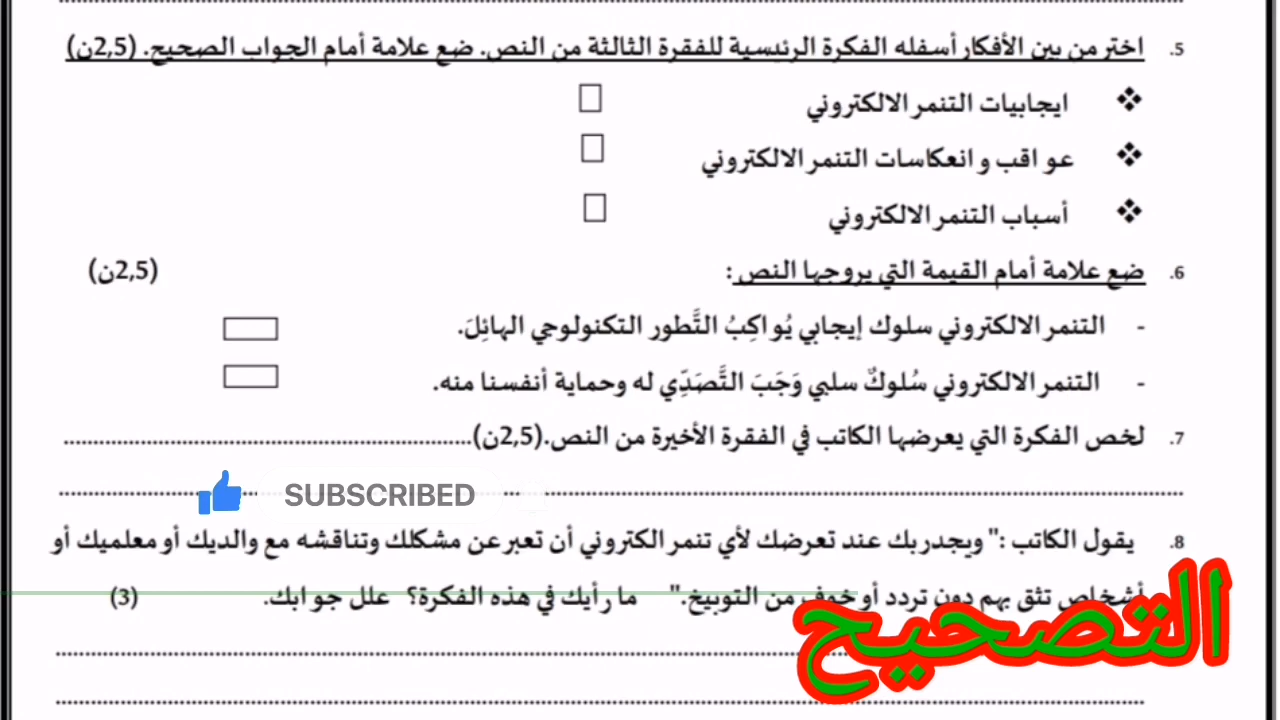 5. اختر من بين الأفكار أسفله الفكرة الرئيسية للفقرة الثالثة من النص. ضع علامة أمام الجواب الصحيح. (2,5ن)
❖ ايجابيات التنمر الالكتروني
❖ عواقب و انعكاسات التنمر الالكتروني
❖ أسباب التنمر الالكتروني
6. ضع علامة أمام القيمة التي يروجها النص: (2,5ن)
- التنمر الالكتروني سلوك إيجابي يُواكِبُ التَّطور التكنولوجي الهائِلَ.
- التنمر الالكتروني سُلوكٌ سلبي وَجَبَ التَّصَدِّي له وحماية أنفسنا منه.
7. لخص الفكرة التي يعرضها الكاتب في الفقرة الأخيرة من النص.(2,5ن)
SUBSCRIBED
8. يقول الكاتب :" ويجدر بك عند تعرضك لأي تنمر الكتروني أن تعبر عن مشكلك وتناقشه مع والديك أو معلميك أو
أشخاص تثق بهم دون تردد أو خوف من التوبيخ." ما رأيك في هذه الفكرة؟ علل جوابك. (3)
التصحيح